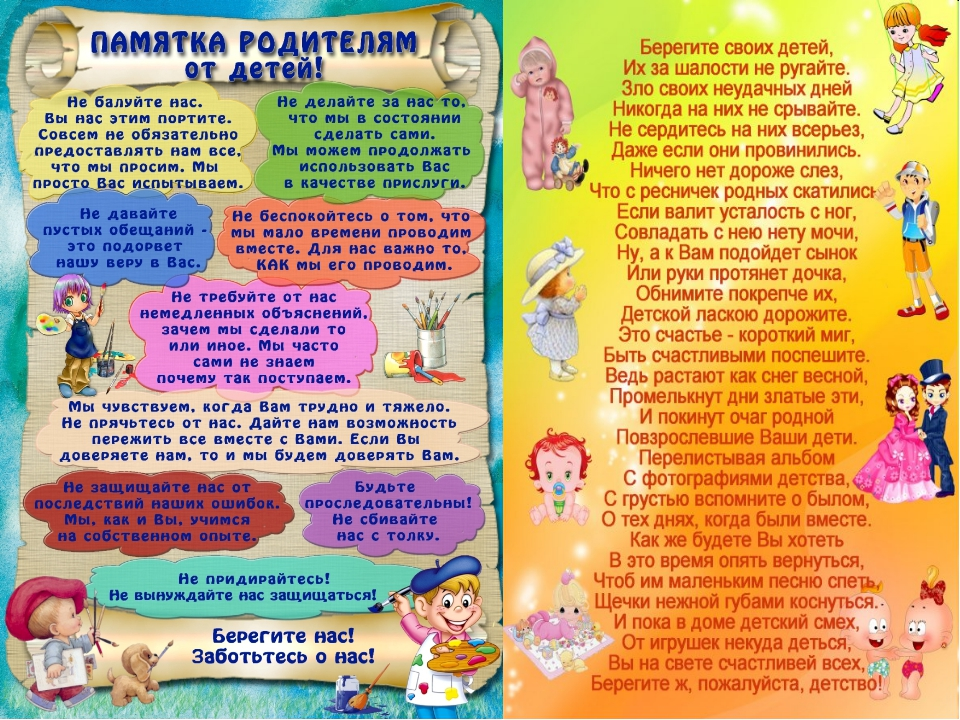 ПАМЯТКА РОДИТЕЛЯМ
от детей!
Не балуйте нас.
Вы нас этим портите.
Совсем не обязательно
предоставлять нам все,
что мы просим. Мы
просто Вас испытываем.
Не делайте за нас то,
что мы в состоянии
сделать сами.
Мы можем продолжать
использовать Вас
в качестве прислуги.
Не давайте
пустых обещаний -
это подорвет
нашу веру в Вас.
Не беспокойтесь о том, что
мы мало времени проводим
вместе. Для нас важно то,
КАК мы его проводим.
Не требуйте от нас
немедленных объяснений,
зачем мы сделали то
или иное. Мы часто
сами не знаем
почему так поступаем.
Мы чувствуем, когда Вам трудно и тяжело.
Не прячьтесь от нас. Дайте нам возможность
пережить все вместе с Вами. Если Вы
доверяете нам, то и мы будем доверять Вам.
Не защищайте нас от
последствий наших ошибок.
Мы, как и Вы, учимся
на собственном опыте.
Будьте
проследовательны!
Не сбивайте
нас с толку.
Не придирайтесь!
Не вынуждайте нас защищаться!
Берегите нас!
Заботьтесь о нас!
Берегите своих детей,
Их за шалости не ругайте.
Зло своих неудачных дней
Никогда на них не срывайте.
Не сердитесь на них всерьез,
Даже если они провинились.
Ничего нет дороже слез,
Что с ресничек родных скатились
Если валит усталость с ног,
Совладать с нею нету мочи,
Ну, а к Вам подойдет сынок
Или руки протянет дочка,
Обнимите покрепче их,
Детской ласкою дорожите.
Это счастье - короткий миг,
Быть счастливыми поспешите.
Ведь растают как снег весной,
Промелькнут дни златые эти,
И покинут очаг родной
Повзрослевшие Ваши дети.
Перелистывая альбом
С фотографиями детства,
С грустью вспомните о былом,
О тех днях, когда были вместе.
Как же будете Вы хотеть
В это время опять вернуться,
Чтоб им маленьким песню спеть,
Щечки нежной губами коснуться.
И пока в доме детский смех,
От игрушек некуда деться,
Вы на свете счастливей всех,
Берегите ж, пожалуйста, детство!